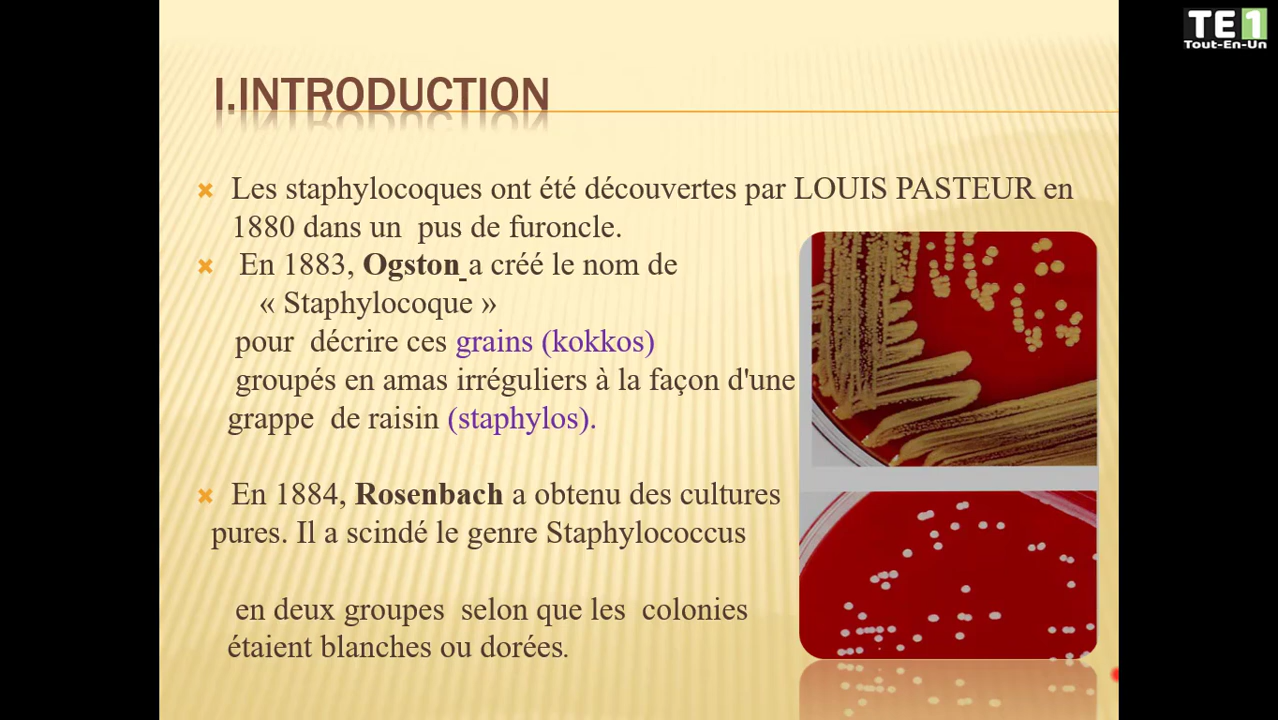 TE1
Tout-En-Un
I.INTRODUCTION
Les staphylocoques ont été découvertes par LOUIS PASTEUR en
1880 dans un pus de furoncle.
En 1883, Ogston a créé le nom de
« Staphylocoque »
pour décrire ces grains (kokkos)
groupés en amas irréguliers à la façon d'une
grappe de raisin (staphylos).
En 1884, Rosenbach a obtenu des cultures
pures. Il a scindé le genre Staphylococcus
en deux groupes selon que les colonies
étaient blanches ou dorées.